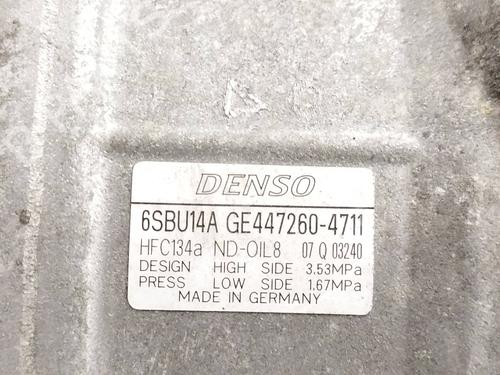 DENSO
6SBU14A GE447260-4711
HFC134a ND-OIL8 07 Q 03240
DESIGN HIGH SIDE 3.53MPa
PRESS LOW SIDE 1.67MPa
MADE IN GERMANY